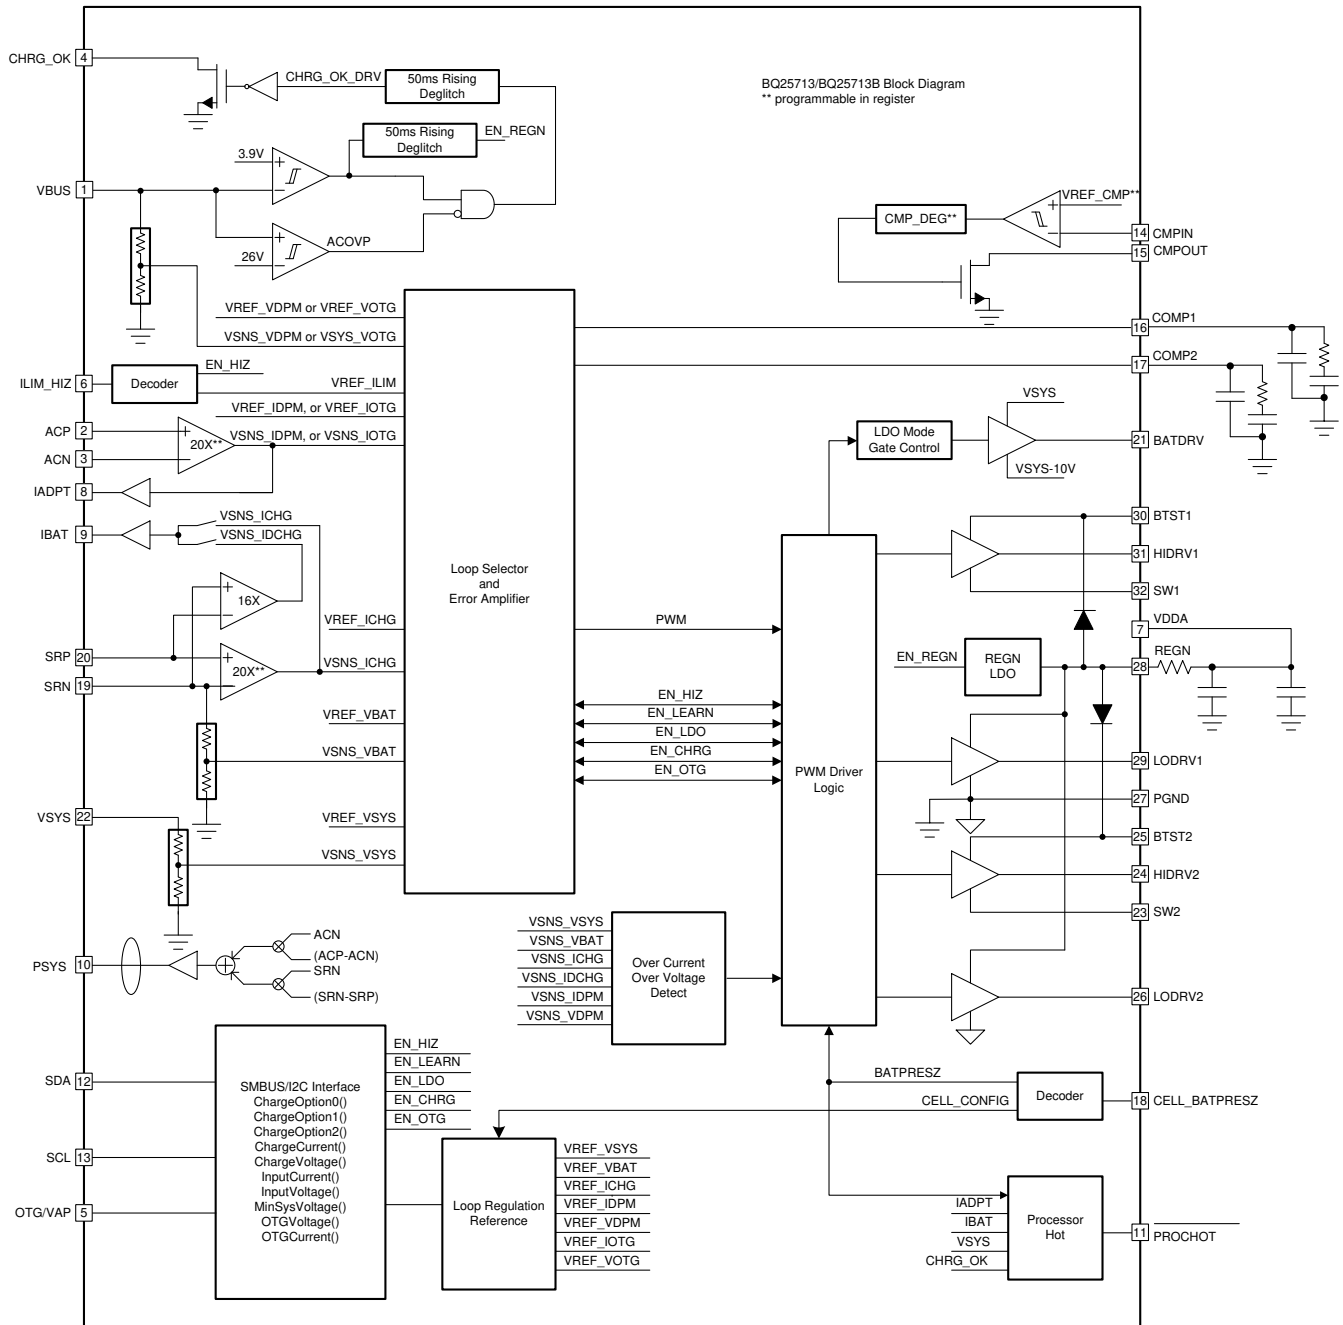 CHRG_OK
4
CHRG_OK_DRV
50ms Rising
Deglitch
BQ25713/BQ25713B Block Diagram
** programmable in register
50ms Rising
Deglitch
EN_REGN
3.9V
+
−
VBUS
1
+
−
26V
ACOVP
VREF_CMP**
+
−
CMP_DEG**
14
CMPIN
15
CMPOUT
VREF_VDPM or VREF_VOTG
VSNS_VDPM or VSYS_VOTG
16
COMP1
17
COMP2
ILIM_HIZ
6
Decoder
EN_HIZ
VREF_ILIM
VREF_IDPM, or VREF_IOTG
ACP
2
+
20X**
−
VSNS_IDPM, or VSNS_IOTG
ACN
3
IADPT
8
VSYS
LDO Mode
Gate Control
VSYS-10V
21
BATDRV
IBAT
9
VSNS_ICHG
VSNS_IDCHG
30
BTST1
31
HIDRV1
32
SW1
Loop Selector
and
Error Amplifier
+
16X
−
VREF_ICHG
PWM
7
VDDA
SRP
20
+
20X**
−
VSNS_ICHG
SRN
19
EN_REGN
REGN
LDO
28
REGN
EN_HIZ
EN_LEARN
EN_LDO
EN_CHRG
EN_OTG
VREF_VBAT
VSNS_VBAT
PWM Driver
Logic
29
LODRV1
27
PGND
VSYS
22
VREF_VSYS
VSNS_VSYS
25
BTST2
24
HIDRV2
23
SW2
PSYS
10
ACN
(ACP-ACN)
SRN
(SRN-SRP)
VSNS_VSYS
VSNS_VBAT
VSNS_ICHG
VSNS_IDCHG
VSNS_IDPM
VSNS_VDPM
Over Current
Over Voltage
Detect
26
LODRV2
SDA
12
SCL
13
OTG/VAP
5
SMBUS/I2C Interface
ChargeOption0()
ChargeOption1()
ChargeOption2()
ChargeCurrent()
ChargeVoltage()
InputCurrent()
InputVoltage()
MinSysVoltage()
OTGVoltage()
OTGCurrent()
EN_HIZ
EN_LEARN
EN_LDO
EN_CHRG
EN_OTG
BATPRESZ
CELL_CONFIG
Decoder
18
CELL_BATPRESZ
Loop Regulation
Reference
VREF_VSYS
VREF_VBAT
VREF_ICHG
VREF_IDPM
VREF_VDPM
VREF_IOTG
VREF_VOTG
IADPT
IBAT
VSYS
CHRG_OK
Processor
Hot
11
PROCHOT